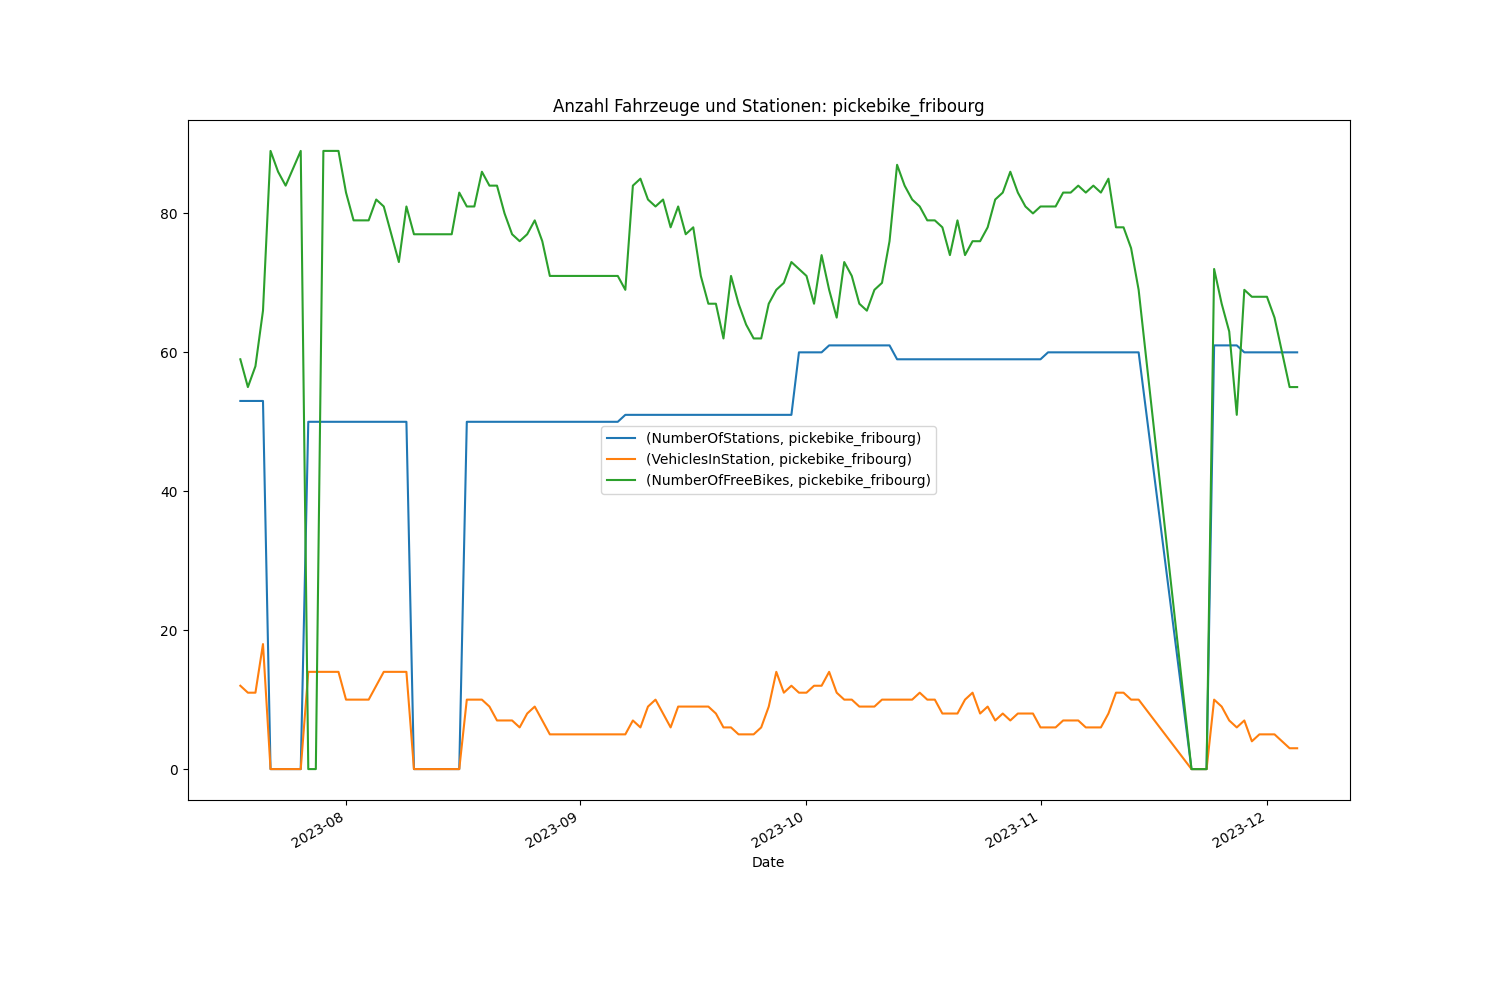 Anzahl Fahrzeuge und Stationen: pickebike_fribourg
80
60
40
20
0
(NumberOfStations, pickebike_fribourg)
(VehiclesInStation, pickebike_fribourg)
(NumberOfFreeBikes, pickebike_fribourg)
2023-08
2023-09
2023-10
2023-11
2023-12
Date